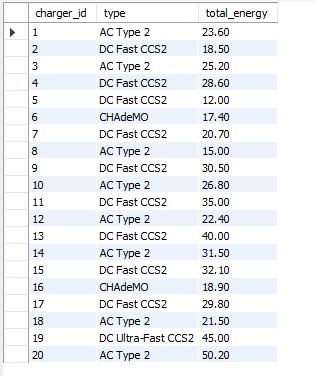 charger_id type total_energy
1 AC Type 2 23.60
2 DC Fast CCS2 18.50
3 AC Type 2 25.20
4 DC Fast CCS2 28.60
5 DC Fast CCS2 12.00
6 CHAdeMO 17.40
7 DC Fast CCS2 20.70
8 AC Type 2 15.00
9 DC Fast CCS2 30.50
10 AC Type 2 26.80
11 DC Fast CCS2 35.00
12 AC Type 2 22.40
13 DC Fast CCS2 40.00
14 AC Type 2 31.50
15 DC Fast CCS2 32.10
16 CHAdeMO 18.90
17 DC Fast CCS2 29.80
18 AC Type 2 21.50
19 DC Ultra-Fast CCS2 45.00
20 AC Type 2 50.20